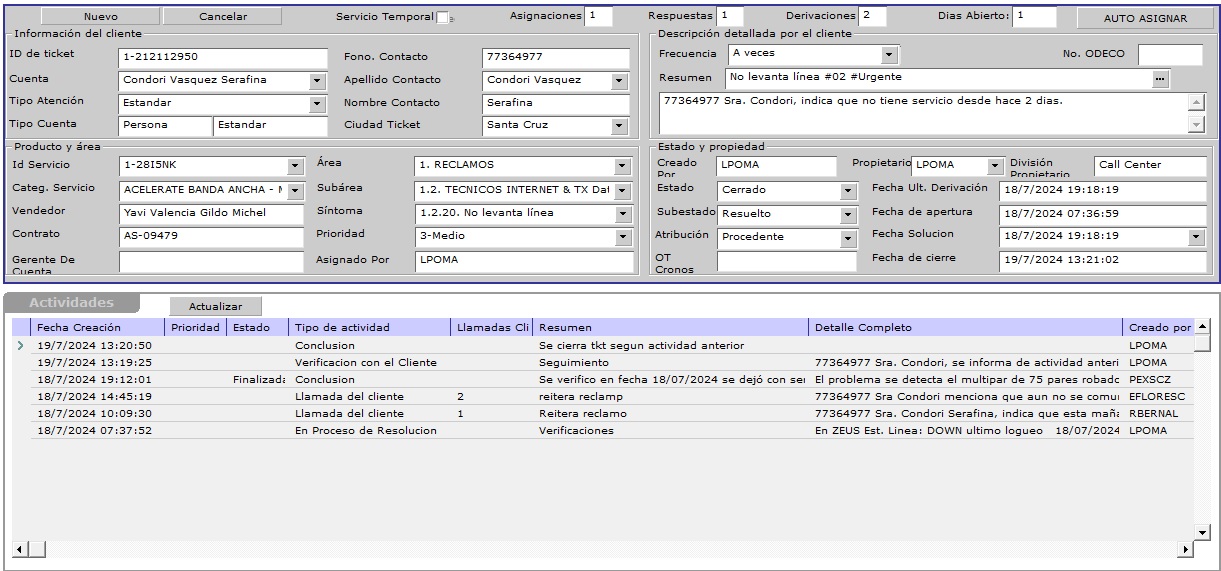 Nuevo Cancelar Servicio Temporal Asignaciones 1 Respuestas 1 Derivaciones 2 Dias Abierto: 1 AUTO ASIGNAR
Información del cliente
ID de ticket 1-212112950 Fono. Contacto 77364977
Cuenta Condori Vasquez Serafina Apellido Contacto Condori Vasquez
Tipo Atención Estandar Nombre Contacto Serafina
Tipo Cuenta Persona Estandar Ciudad Ticket Santa Cruz
Descripción detallada por el cliente
Frecuencia A veces No. ODECO
Resumen No levanta línea #02 #Urgente ...
77364977 Sra. Condori, indica que no tiene servicio desde hace 2 dias.
Producto y área
Id Servicio 1-28I5NK Área 1. RECLAMOS
Categ. Servicio ACELERATE BANDA ANCHA - Subárea 1.2. TECNICOS INTERNET & TX Dat
Vendedor Yavi Valencia Gildo Michel Síntoma 1.2.20. No levanta línea
Contrato AS-09479 Prioridad 3-Medio
Gerente De Cuenta Asignado Por LPOMA
Estado y propiedad
Creado Por LPOMA Propietario LPOMA División Propietario Call Center
Estado Cerrado Fecha Ult. Derivación 18/7/2024 19:18:19
Subestado Resuelto Fecha de apertura 18/7/2024 07:36:59
Atribución Procedente Fecha Solucion 18/7/2024 19:18:19
OT Cronos Fecha de cierre 19/7/2024 13:21:02
Actividades Actualizar
Fecha Creación Prioridad Estado Tipo de actividad Llamadas Cli Resumen Detalle Completo Creado por
19/7/2024 13:20:50 Conclusion Se cierra tkt segun actividad anterior LPOMA
19/7/2024 13:19:25 Verificacion con el Cliente Seguimiento 77364977 Sra. Condori, se informa de actividad anteri LPOMA
18/7/2024 19:12:01 Finalizada Conclusion Se verifico en fecha 18/07/2024 se dejó con ser El problema se detecta el multipar de 75 pares robado PEXSCZ
18/7/2024 14:45:19 Llamada del cliente 2 reitera reclamp 77364977 Sra Condori menciona que aun no se comu EFLORESC
18/7/2024 10:09:30 Llamada del cliente 1 Reitera reclamo 77364977 Sra. Condori Serafina, indica que esta maña RBERNAL
18/7/2024 07:37:52 En Proceso de Resolucion Verificaciones En ZEUS Est. Linea: DOWN ultimo logueo 18/07/2024 LPOMA